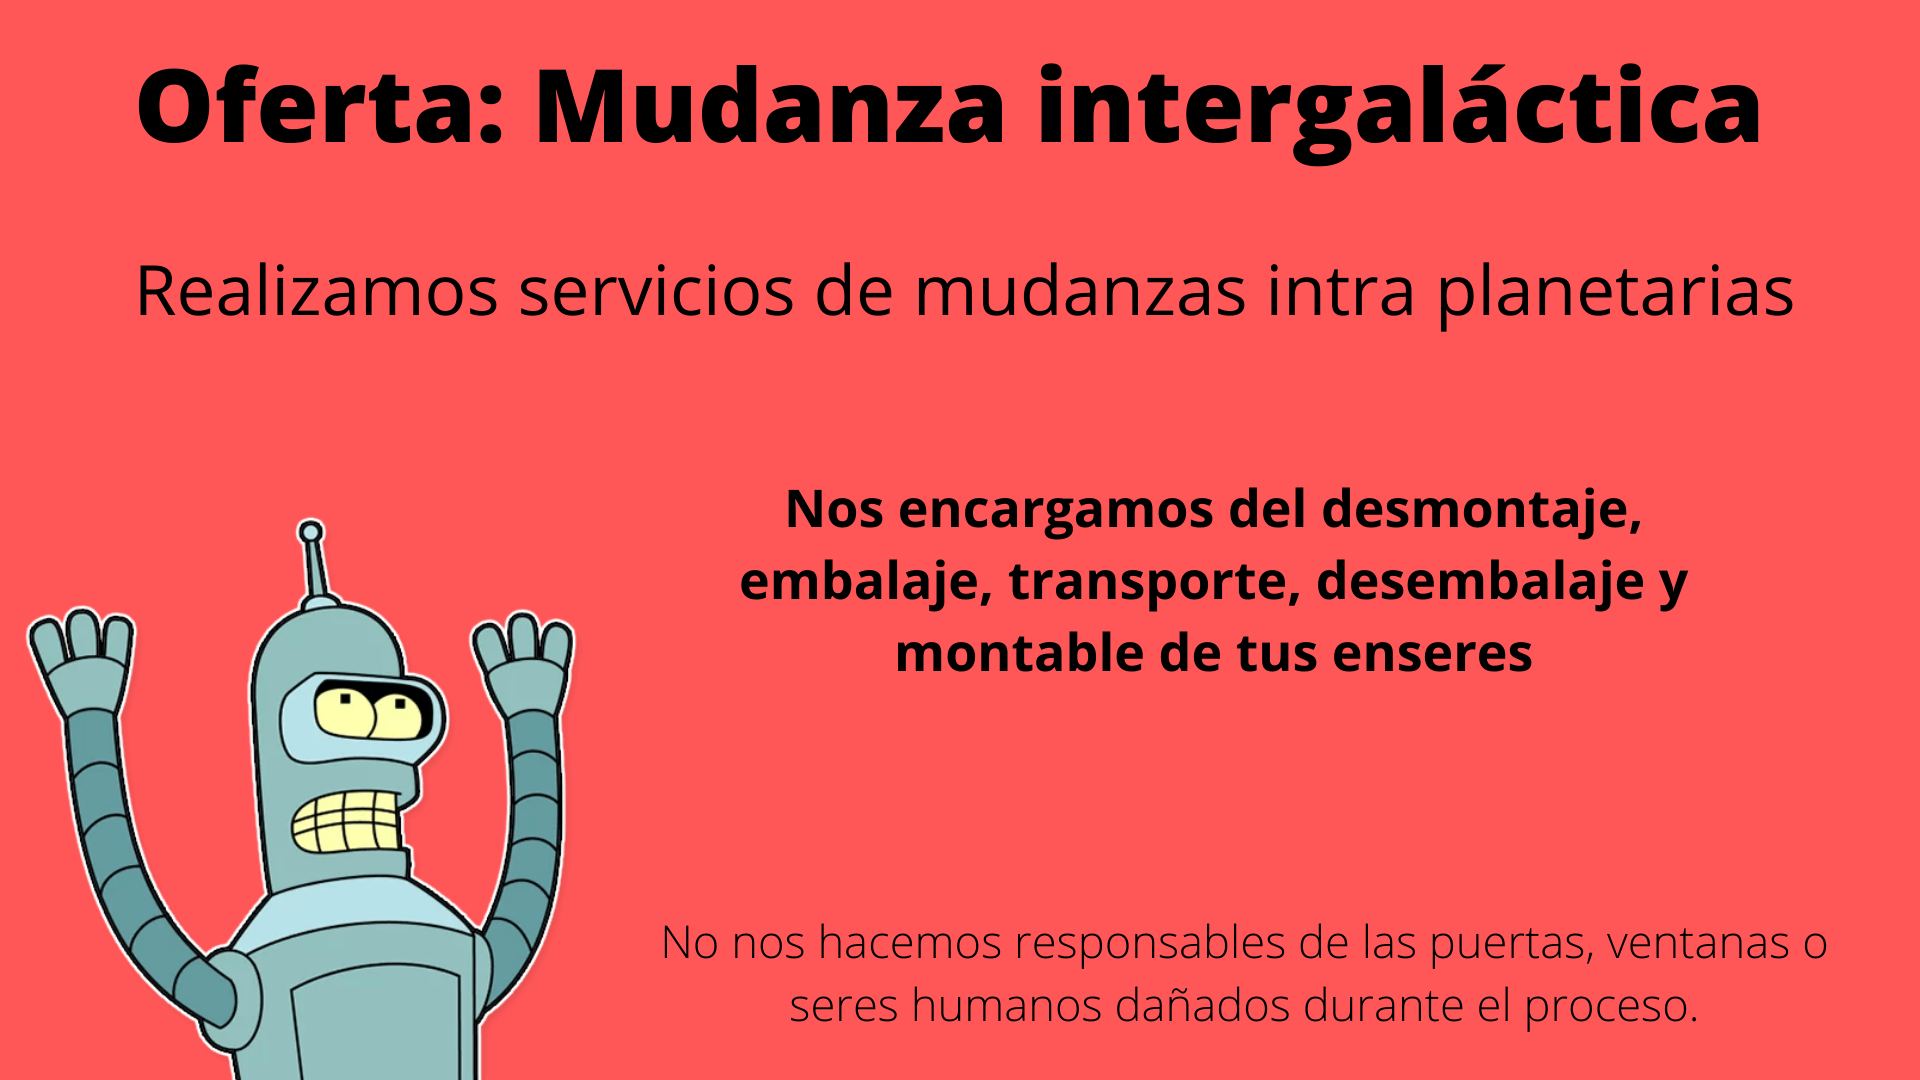 Oferta: Mudanza intergaláctica
Realizamos servicios de mudanzas intra planetarias
Nos encargamos del desmontaje,
embalaje, transporte, desembalaje y
montable de tus enseres
No nos hacemos responsables de las puertas, ventanas o
seres humanos dañados durante el proceso.